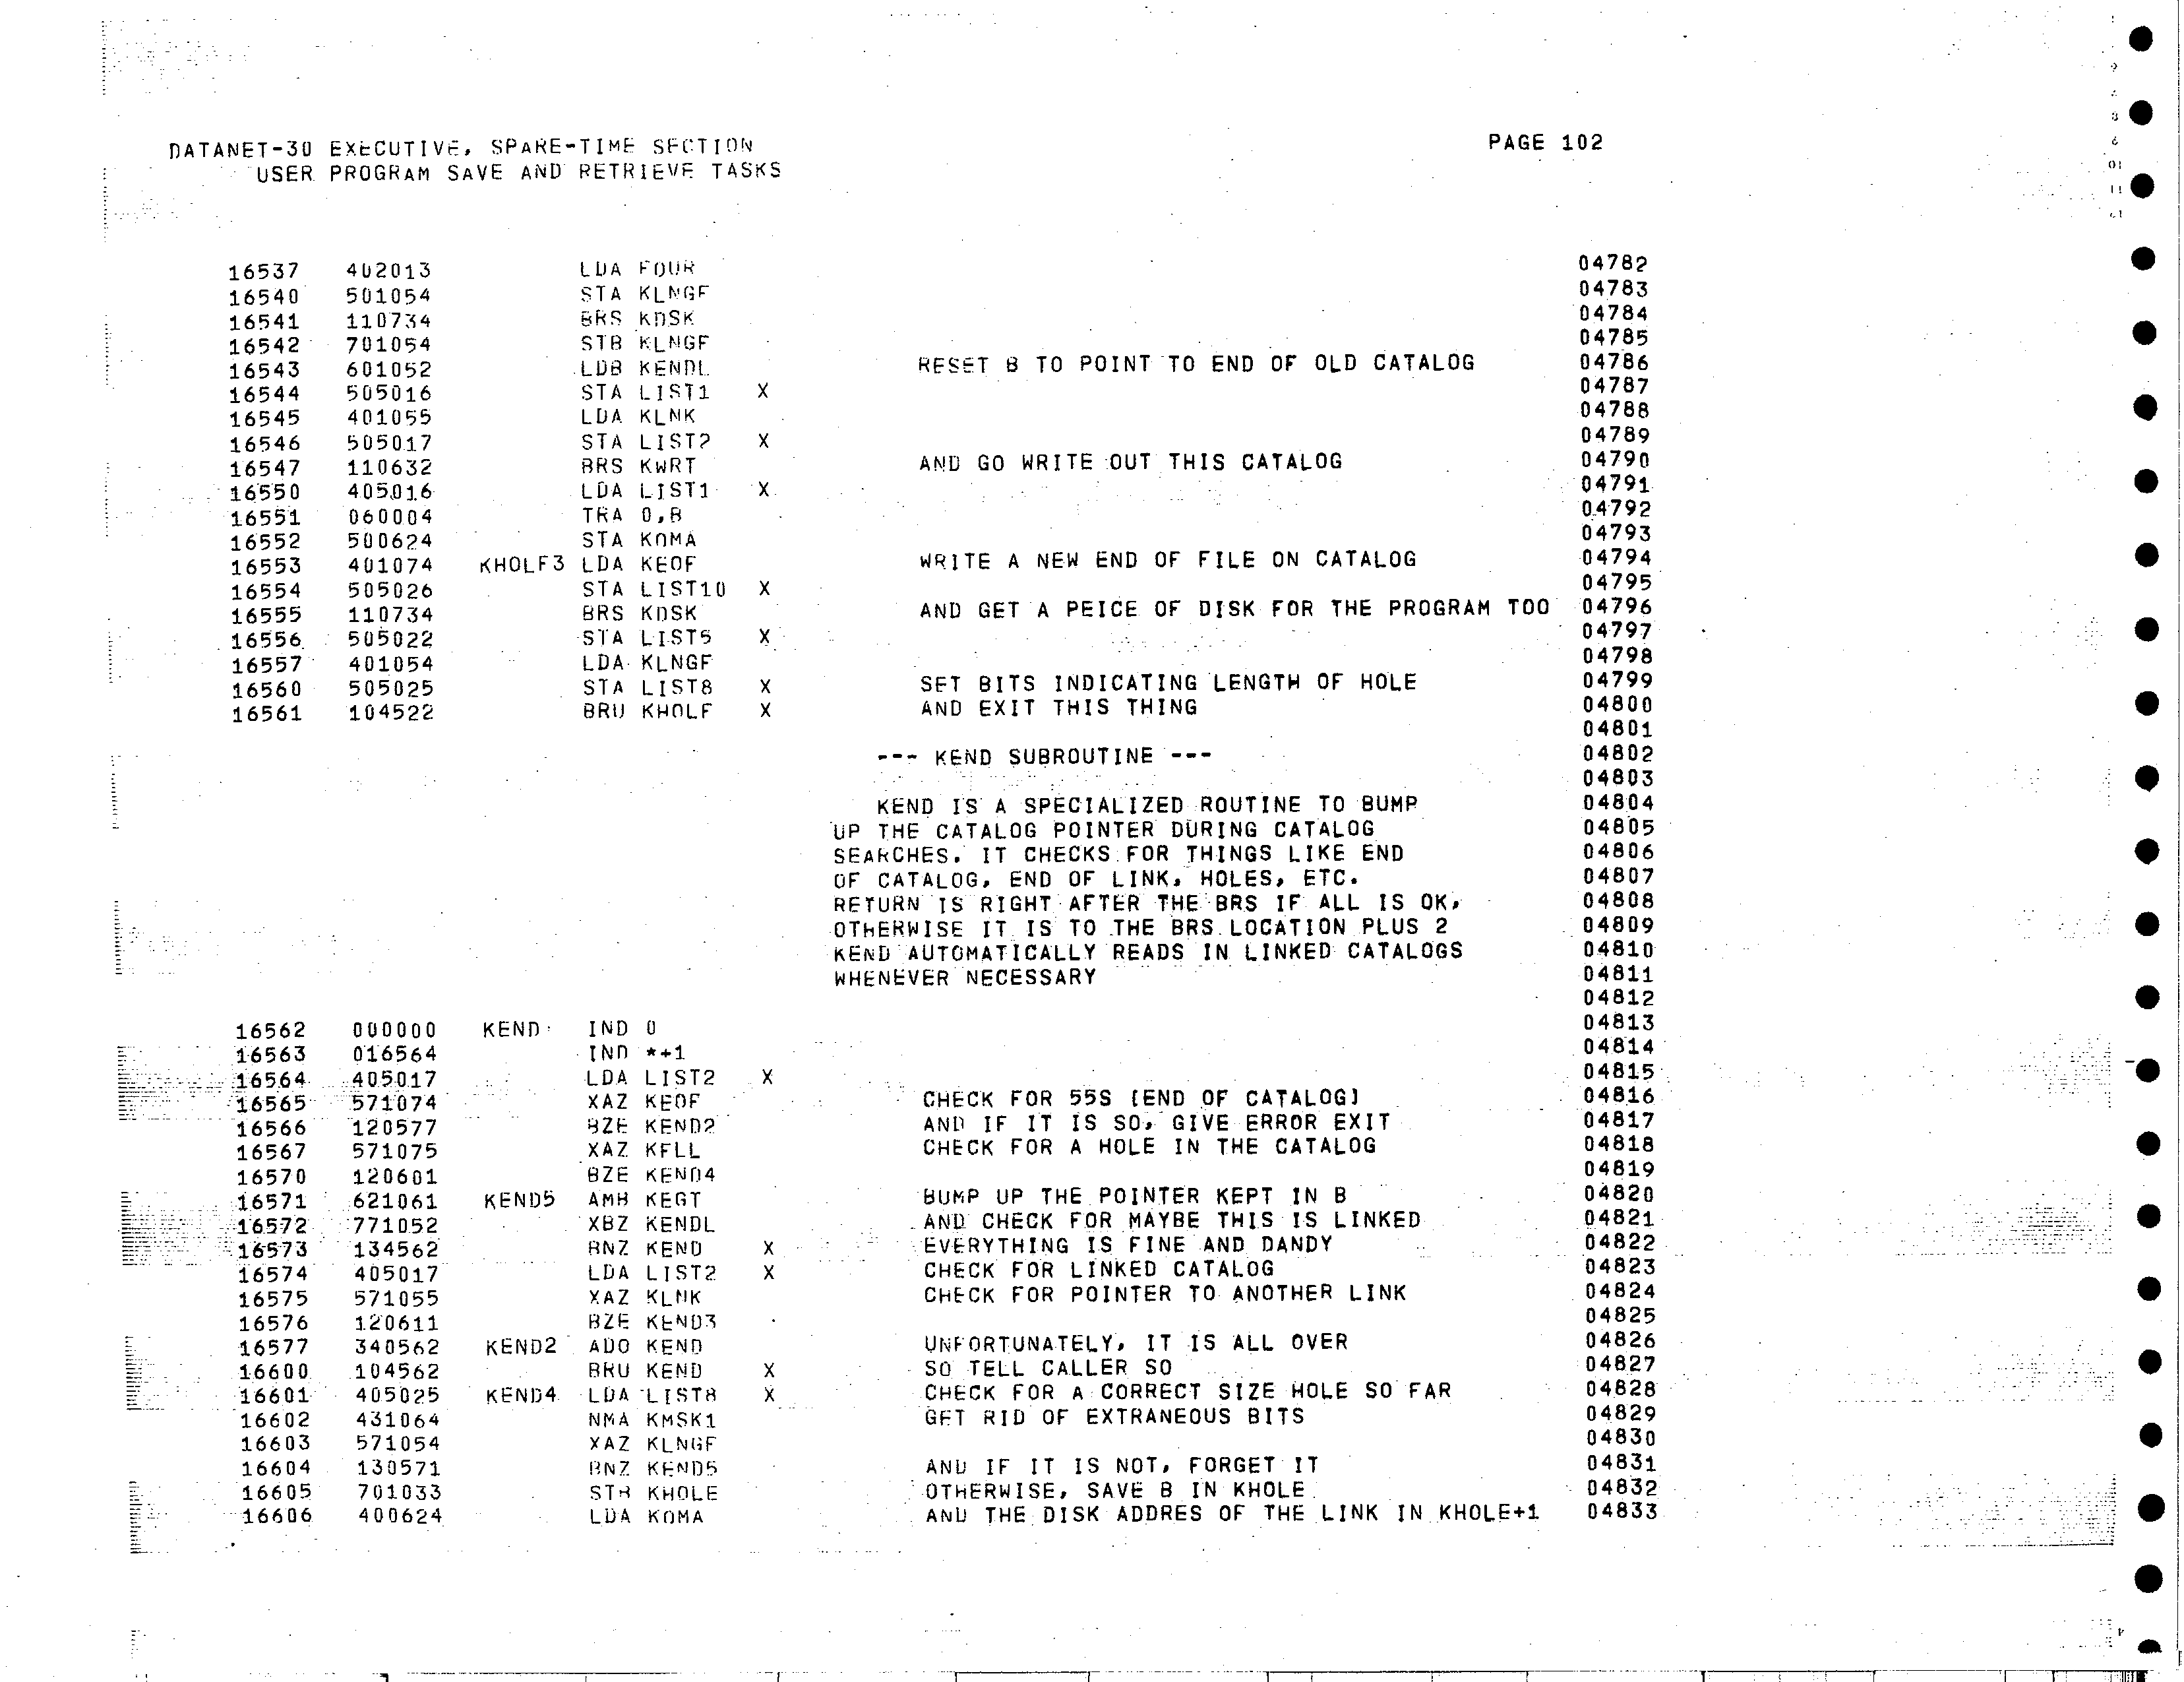 DATANET-30 EXECUTIVE, SPARE-TIME SECTION PAGE 102
USER PROGRAM SAVE AND RETRIEVE TASKS
16537 402013 LDA FOUR 04782
16540 501054 STA KLNGF 04783
16541 110734 BRS KDSK 04784
16542 701054 STB KLNGF 04785
16543 601052 LDB KENDL RESET B TO POINT TO END OF OLD CATALOG 04786
16544 505016 STA LIST1 X 04787
16545 401055 LDA KLNK 04788
16546 505017 STA LIST2 X 04789
16547 110632 BRS KWRT AND GO WRITE OUT THIS CATALOG 04790
16550 405016 LDA LIST1 X 04791
16551 060004 TRA 0,B 04792
16552 500624 STA KOMA 04793
16553 401074 KHOLF3 LDA KEOF WRITE A NEW END OF FILE ON CATALOG 04794
16554 505026 STA LIST10 X 04795
16555 110734 BRS KDSK AND GET A PEICE OF DISK FOR THE PROGRAM TOO 04796
16556 505022 STA LIST5 X 04797
16557 401054 LDA KLNGF 04798
16560 505025 STA LIST8 X SET BITS INDICATING LENGTH OF HOLE 04799
16561 104522 BRU KHOLF X AND EXIT THIS THING 04800
04801
--- KEND SUBROUTINE --- 04802
04803
KEND IS A SPECIALIZED ROUTINE TO BUMP 04804
UP THE CATALOG POINTER DURING CATALOG 04805
SEARCHES. IT CHECKS FOR THINGS LIKE END 04806
OF CATALOG, END OF LINK, HOLES, ETC. 04807
RETURN IS RIGHT AFTER THE BRS IF ALL IS OK, 04808
OTHERWISE IT IS TO THE BRS LOCATION PLUS 2 04809
KEND AUTOMATICALLY READS IN LINKED CATALOGS 04810
WHENEVER NECESSARY 04811
04812
16562 000000 KEND IND 0 04813
16563 016564 IND *+1 04814
16564 405017 LDA LIST2 X 04815
16565 571074 XAZ KEOF CHECK FOR 55S [END OF CATALOG] 04816
16566 120577 BZE KEND2 AND IF IT IS SO, GIVE ERROR EXIT 04817
16567 571075 XAZ KFLL CHECK FOR A HOLE IN THE CATALOG 04818
16570 120601 BZE KEND4 04819
16571 621061 KEND5 AMB KEGT BUMP UP THE POINTER KEPT IN B 04820
16572 771052 XBZ KENDL AND CHECK FOR MAYBE THIS IS LINKED 04821
16573 134562 BNZ KEND X EVERYTHING IS FINE AND DANDY 04822
16574 405017 LDA LIST2 X CHECK FOR LINKED CATALOG 04823
16575 571055 XAZ KLNK CHECK FOR POINTER TO ANOTHER LINK 04824
16576 120611 BZE KEND3 04825
16577 340562 KEND2 ADO KEND UNFORTUNATELY, IT IS ALL OVER 04826
16600 104562 BRU KEND X SO TELL CALLER SO 04827
16601 405025 KEND4 LDA LIST8 X CHECK FOR A CORRECT SIZE HOLE SO FAR 04828
16602 431064 NMA KMSK1 GET RID OF EXTRANEOUS BITS 04829
16603 571054 XAZ KLNGF 04830
16604 130571 BNZ KEND5 AND IF IT IS NOT, FORGET IT 04831
16605 701033 STB KHOLE OTHERWISE, SAVE B IN KHOLE 04832
16606 400624 LDA KOMA AND THE DISK ADDRES OF THE LINK IN KHOLE+1 04833